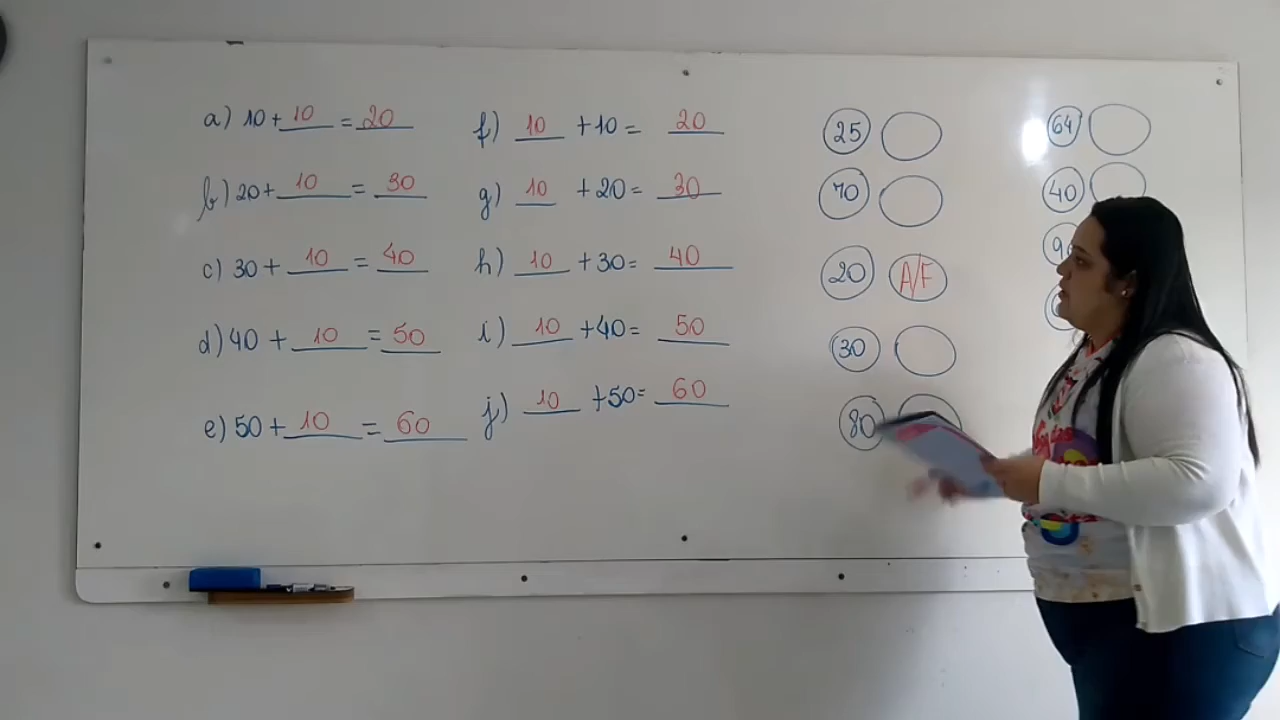 a) 10 + 10 = 20
b) 20 + 10 = 30
c) 30 + 10 = 40
d) 40 + 10 = 50
e) 50 + 10 = 60
f) 10 + 10 = 20
g) 10 + 20 = 30
h) 10 + 30 = 40
i) 10 + 40 = 50
j) 10 + 50 = 60
25
70
20 A/F
30
80
64
40